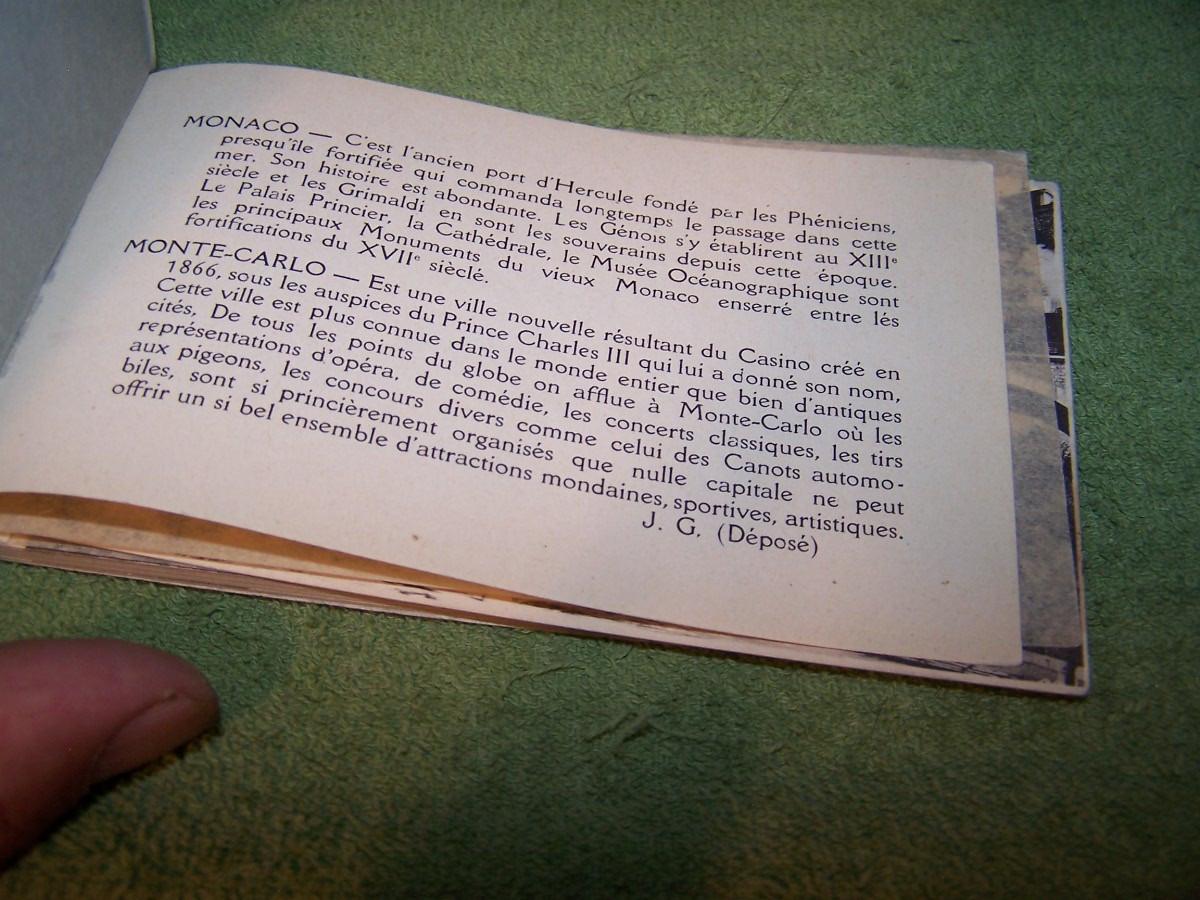 MONACO — C'est l'ancien port d'Hercule fondé par les Phéniciens,
presqu'île fortifiée qui commanda longtemps le passage dans cette
mer. Son histoire est abondante. Les Génois s'y établirent au XIIIe
siècle et les Grimaldi en sont les souverains depuis cette époque.
Le Palais Princier, la Cathédrale, le Musée Océanographique sont
les principaux Monuments du vieux Monaco enserré entre lés
fortifications du XVIIe sièclé.
MONTE-CARLO — Est une ville nouvelle résultant du Casino créé en
1866, sous les auspices du Prince Charles III qui lui a donné son nom,
Cette ville est plus connue dans le monde entier que bien d'antiques
cités, De tous les points du globe on afflue à Monte-Carlo où les
représentations d'opéra, de comédie, les concerts classiques, les tirs
aux pigeons, les concours divers comme celui des Canots automo-
biles, sont si princièrement organisés que nulle capitale ne peut
offrir un si bel ensemble d'attractions mondaines, sportives, artistiques.
J. G. (Déposé)